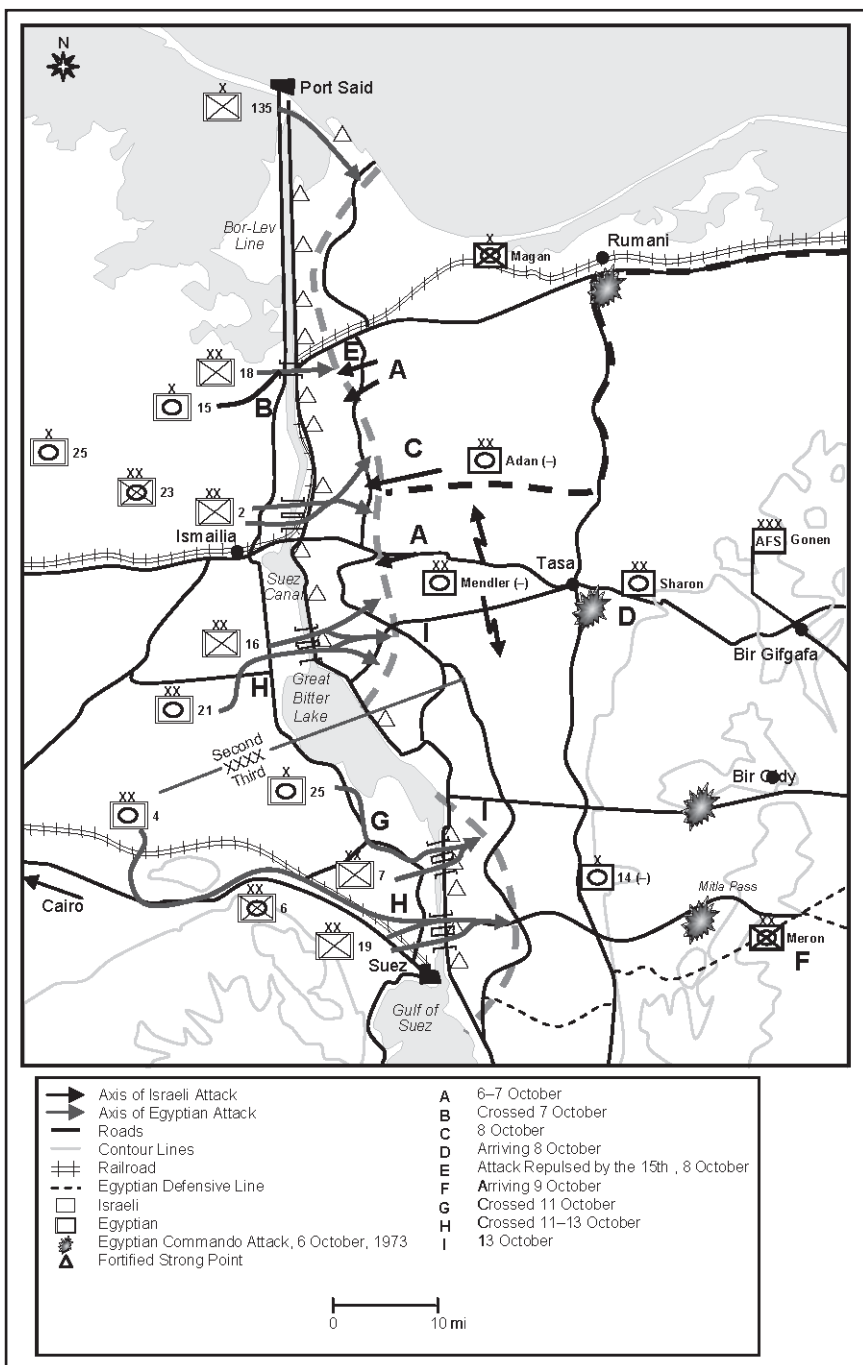 N
Port Said
X
135
Bor-Lev
Line
X
Magan
Rumani
E
A
XX
18
X
15
B
X
25
C
XX
Adan (–)
XX
23
XX
2
Ismailia
A
XXX
AFS
Gonen
Tasa
Suez
Canal
XX
Mendler (–)
XX
Sharon
D
XX
16
I
Bir Gifgafa
H
Great
Bitter
Lake
XX
21
Second
XXXX
Third
X
25
Bir Gidy
XX
4
G
I
XX
7
X
14 (–)
Mitla Pass
Cairo
XX
6
H
XX
19
Suez
XX
Meron
F
Gulf of
Suez
Axis of Israeli Attack
Axis of Egyptian Attack
Roads
Contour Lines
Railroad
Egyptian Defensive Line
Israeli
Egyptian
Egyptian Commando Attack, 6 October, 1973
Fortified Strong Point
A 6–7 October
B Crossed 7 October
C 8 October
D Arriving 8 October
E Attack Repulsed by the 15th , 8 October
F Arriving 9 October
G Crossed 11 October
H Crossed 11–13 October
I 13 October
0 10 mi